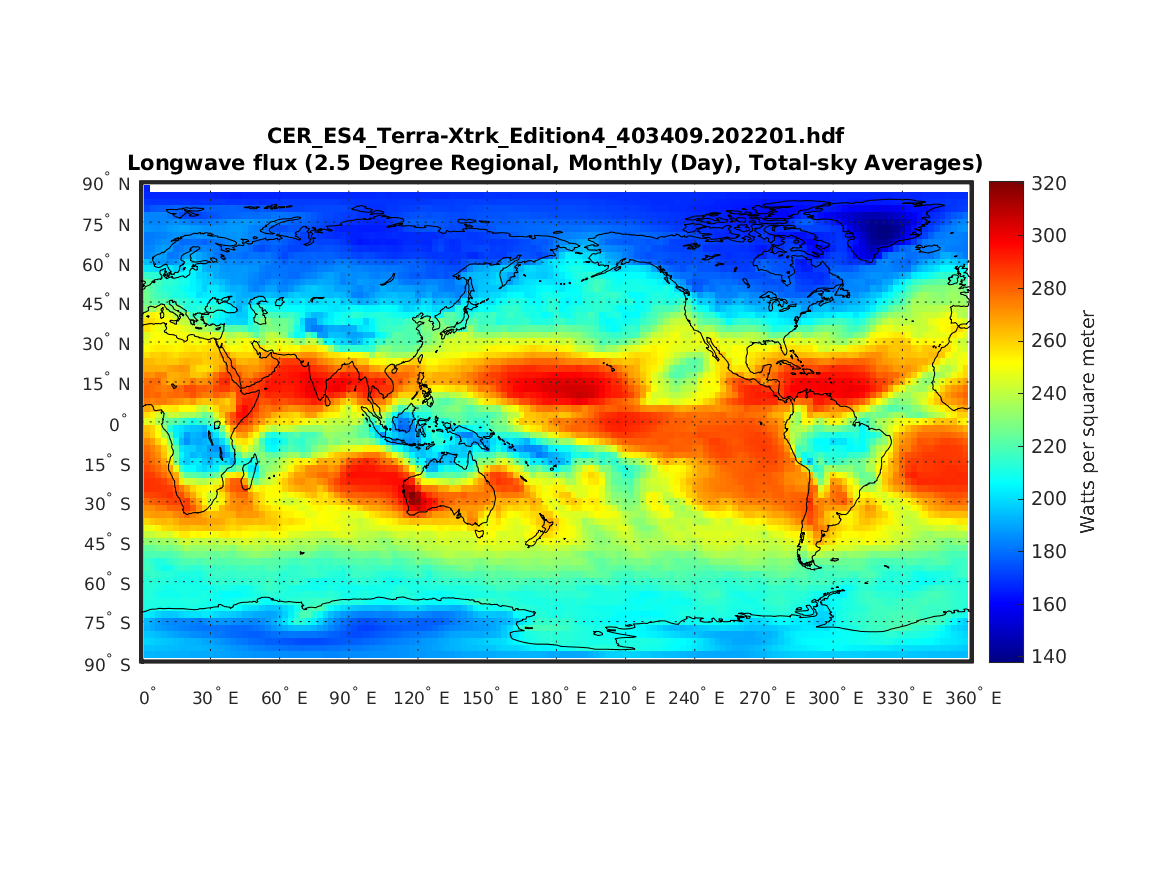 CER_ES4_Terra-Xtrk_Edition4_403409.202201.hdf
Longwave flux (2.5 Degree Regional, Monthly (Day), Total-sky Averages)
90° N
75° N
60° N
45° N
30° N
15° N
0°
15° S
30° S
45° S
60° S
75° S
90° S
0° 30° E 90° E 120° E 150° E 180° E 210° E 240° E 270° E 300° E 330° E 360° E
320
300
280
260
240
220
200
180
160
140
Watts per square meter